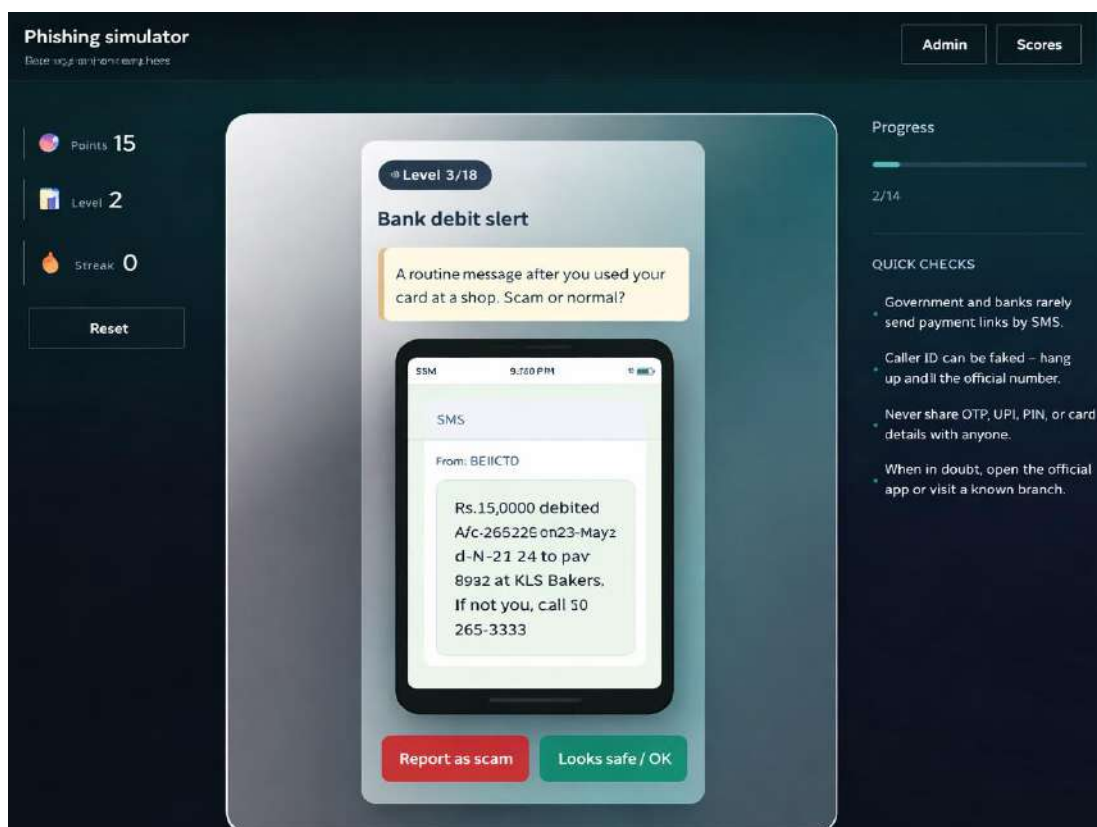 Phishing simulator
Admin
Scores
Points 15
Level 2
Streak 0
Reset
Level 3/18
Bank debit slert
A routine message after you used your
card at a shop. Scam or normal?
SSM
PM
SMS
From: BEIICTD
Rs.15,0000 debited
d-N-21 24 to pav
8992 at KLS Bakers.
If not you, call 50
265-3333
Report as scam
Looks safe / OK
Progress
2/14
QUICK CHECKS
Government and banks rarely
send payment links by SMS.
Caller ID can be faked – hang
up andll the official number.
Never share OTP, UPI, PIN, or card
details with anyone.
When in doubt, open the official
app or visit a known branch.